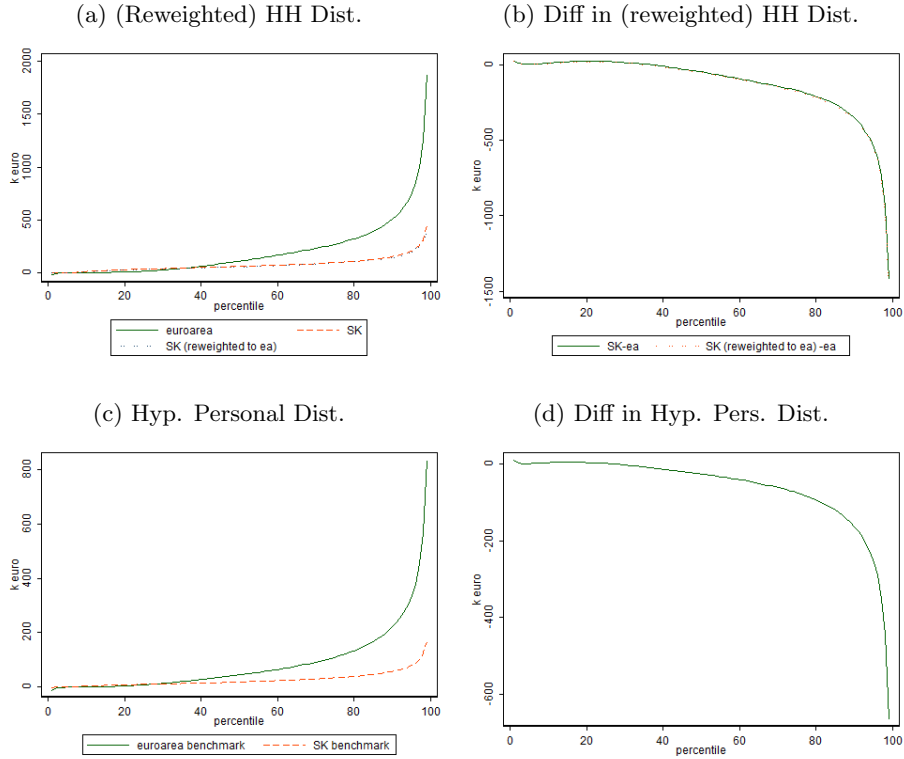 (a) (Reweighted) HH Dist.
2000
1500
1000
500
0
k euro
0 20 40 60 80 100
percentile
euroarea SK
SK (reweighted to ea)
(b) Diff in (reweighted) HH Dist.
0
-500
-1000
-1500
k euro
0 20 40 60 80 100
percentile
SK-ea SK (reweighted to ea) -ea
(c) Hyp. Personal Dist.
800
600
400
200
0
k euro
0 20 40 60 80 100
percentile
euroarea benchmark SK benchmark
(d) Diff in Hyp. Pers. Dist.
0
-200
-400
-600
k euro
0 20 40 60 80 100
percentile